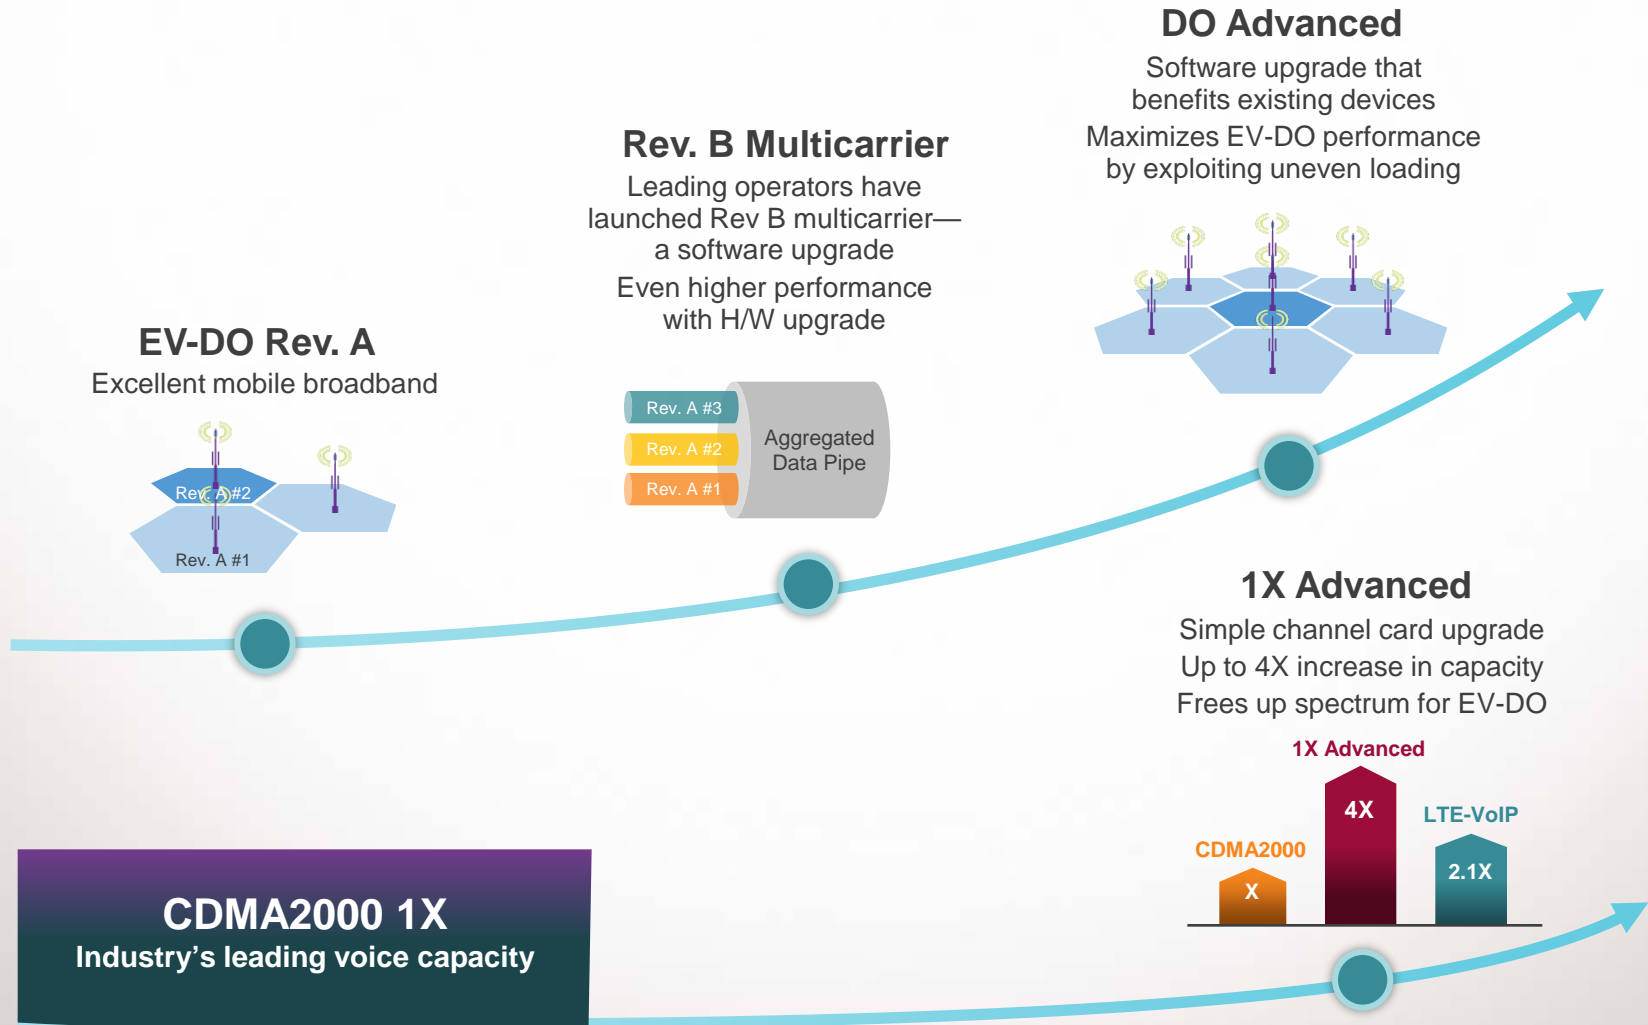 DO Advanced
Software upgrade that
benefits existing devices
Maximizes EV-DO performance
by exploiting uneven loading
Rev. B Multicarrier
Leading operators have
launched Rev B multicarrier—
a software upgrade
Even higher performance
with H/W upgrade
EV-DO Rev. A
Excellent mobile broadband
Rev. A #2
Rev. A #1
Rev. A #3
Rev. A #2
Rev. A #1
Aggregated
Data Pipe
1X Advanced
Simple channel card upgrade
Up to 4X increase in capacity
Frees up spectrum for EV-DO
1X Advanced
4X
LTE-VoIP
2.1X
CDMA2000
X
CDMA2000 1X
Industry’s leading voice capacity